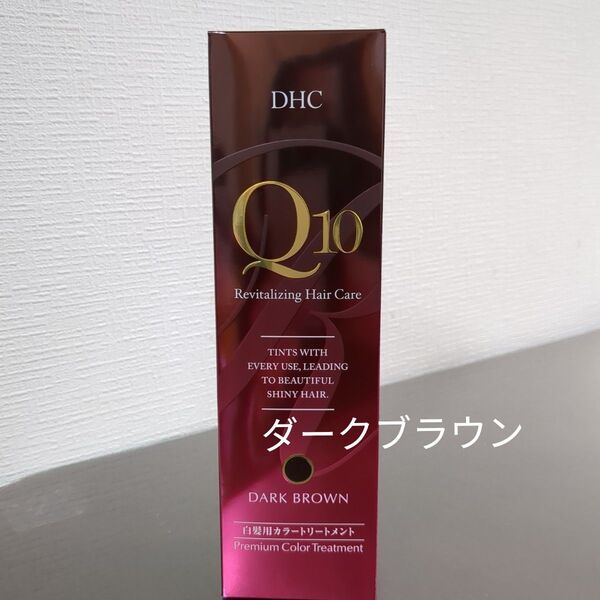 DHC
Q10
Revitalizing Hair Care
TINTS WITH
EVERY USE, LEADING
TO BEAUTIFUL
SHINY HAIR.
ダークブラウン
DARK BROWN
白髪用カラートリートメント
Premium Color Treatment